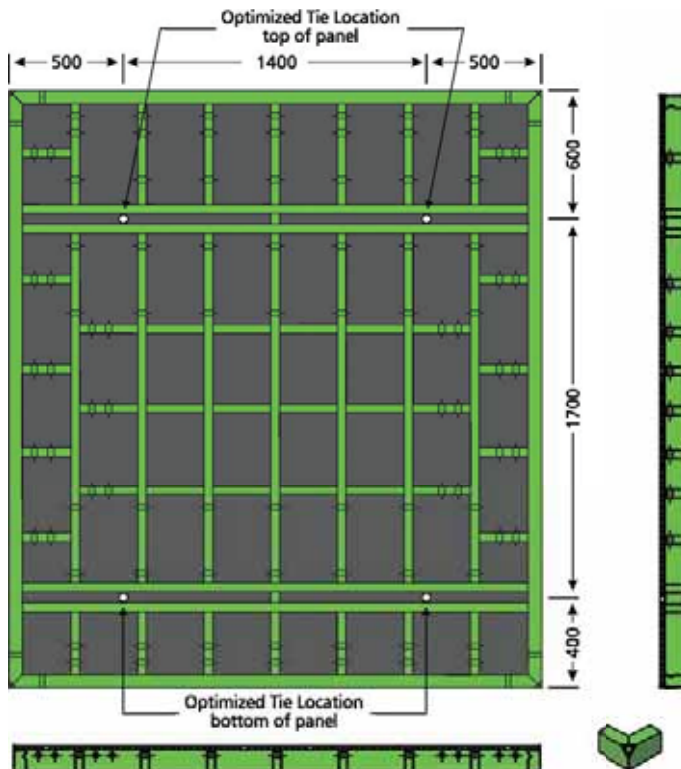 Optimized Tie Location
top of panel
500
1400
500
600
1700
400
Optimized Tie Location
bottom of panel